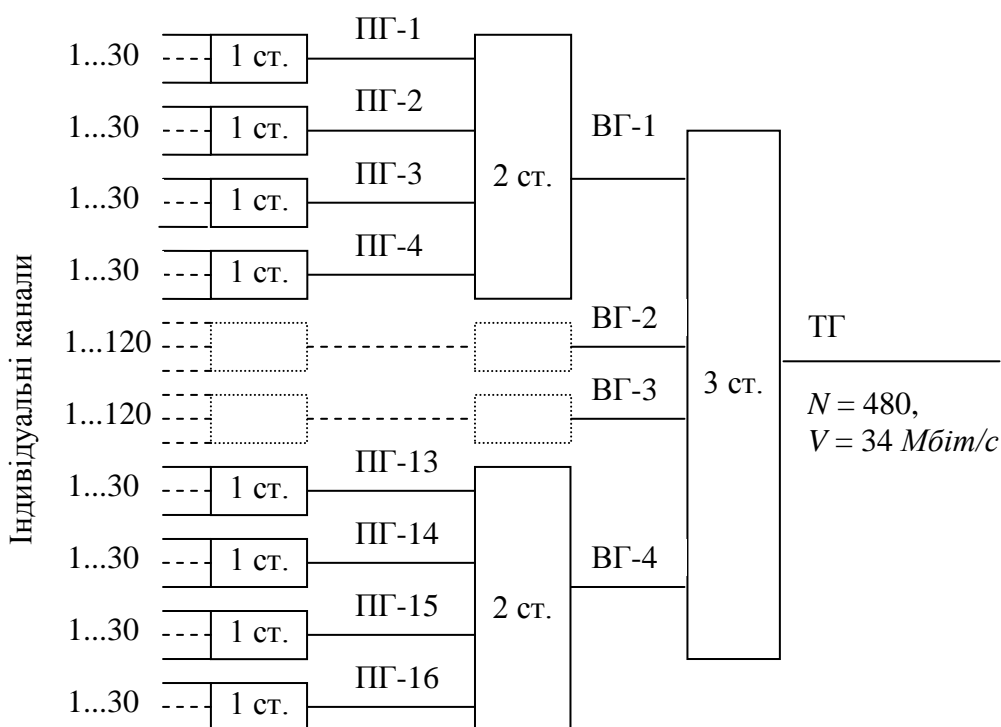 ПГ-1
1...30 1 ст.
ПГ-2
1...30 1 ст.
ВГ-1
ПГ-3
1...30 1 ст.
2 ст.
ПГ-4
1...30 1 ст.
Індивідуальні канали
1...120
ВГ-2
ТГ
1...120
ВГ-3
3 ст.
N = 480,
V = 34 Мбіт/с
ПГ-13
1...30 1 ст.
ПГ-14
1...30 1 ст.
ВГ-4
ПГ-15
1...30 1 ст.
2 ст.
ПГ-16
1...30 1 ст.